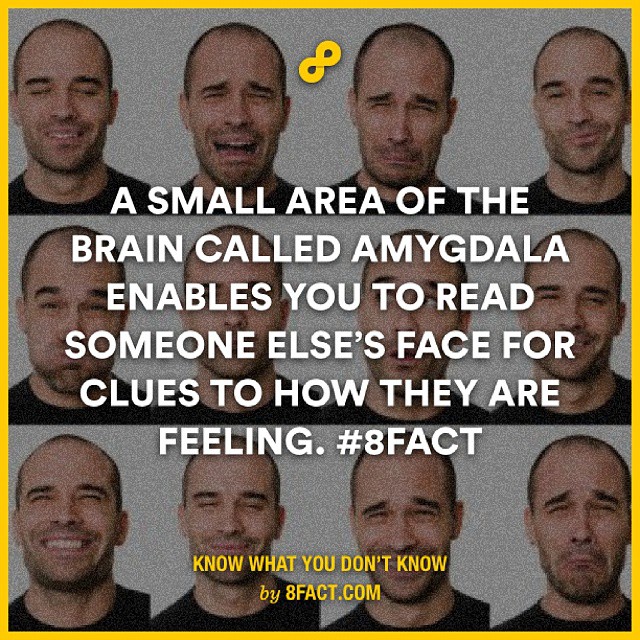 A SMALL AREA OF THE
BRAIN CALLED AMYGDALA
ENABLES YOU TO READ
SOMEONE ELSE’S FACE FOR
CLUES TO HOW THEY ARE
FEELING. #8FACT
KNOW WHAT YOU DON’T KNOW
by 8FACT.COM